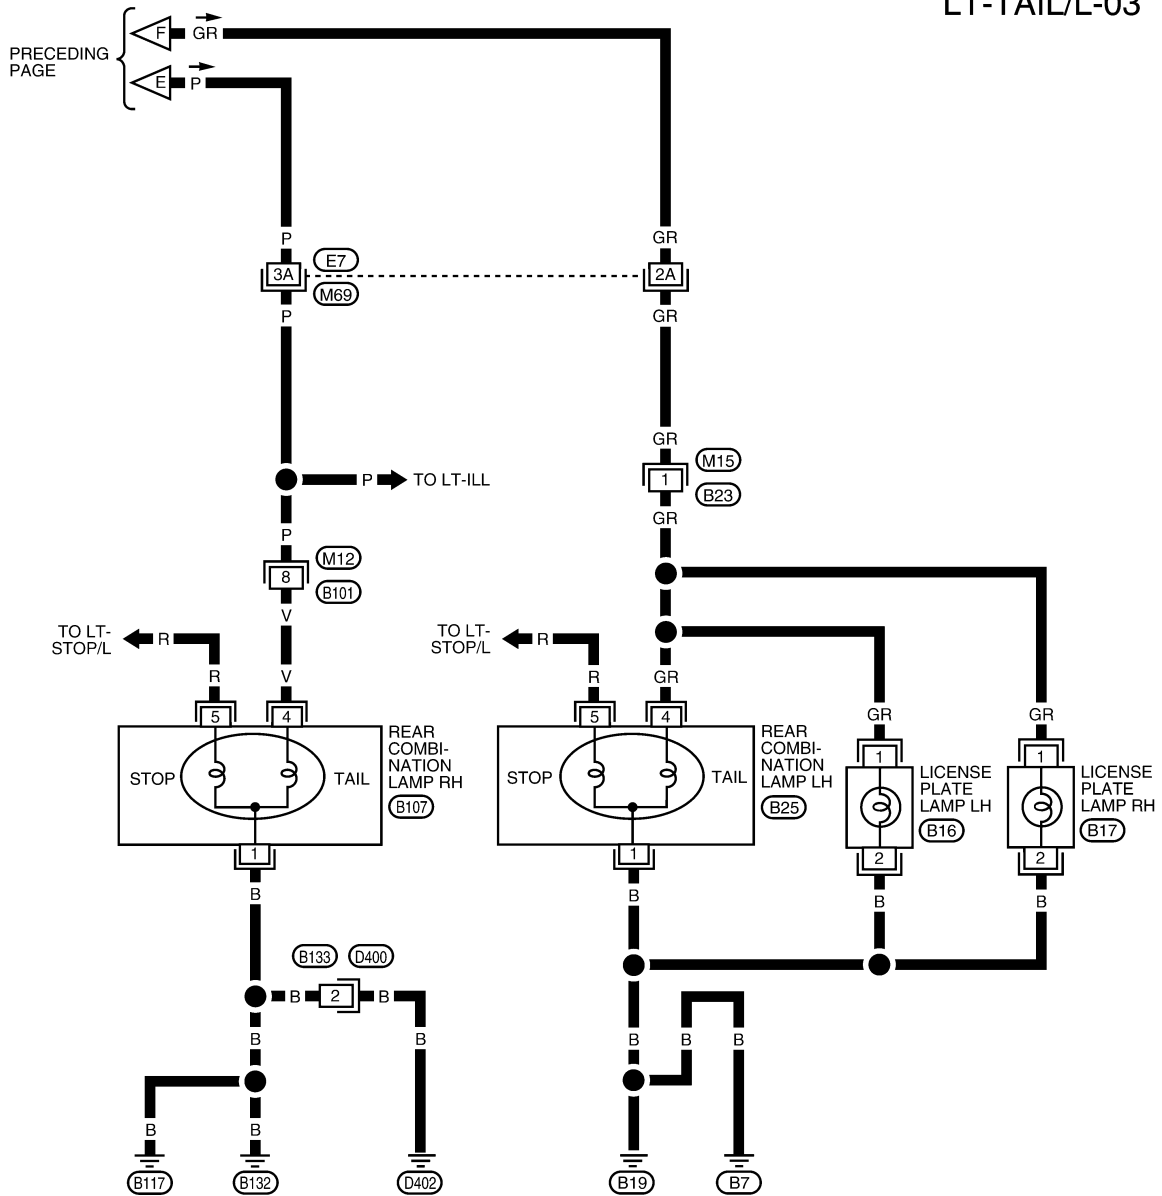 LT-TAIL/L-03
F GR
PRECEDING
PAGE
E P
P GR
3A E7 2A
M69
P GR
GR
M15
P TO LT-ILL 1
B23
GR
P
M12
8
B101
V
TO LT-
STOP/L R
TO LT-
STOP/L R
R V R GR
5 4 5 4
GR GR
REAR
COMBI-
NATION
LAMP RH
B107
REAR
COMBI-
NATION
LAMP LH
B25
STOP TAIL STOP TAIL
1 1
LICENSE
PLATE
LAMP LH
B16
LICENSE
PLATE
LAMP RH
B17
1 1
2 2
B B B B
B133 D400
B 2 B
B B B B B
B B
B117 B132 D402 B19 B7